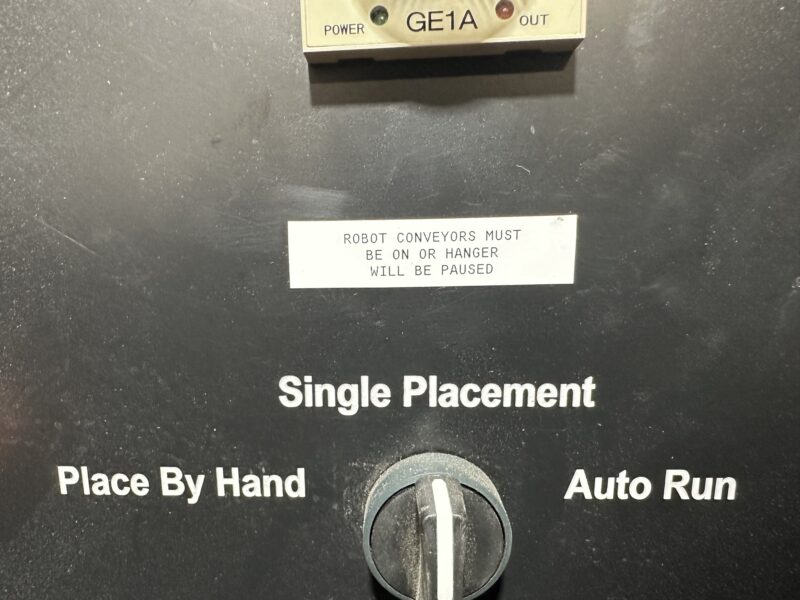 POWER GE1A OUT
ROBOT CONVEYORS MUST
BE ON OR HANGER
WILL BE PAUSED
Single Placement
Place By Hand
Auto Run